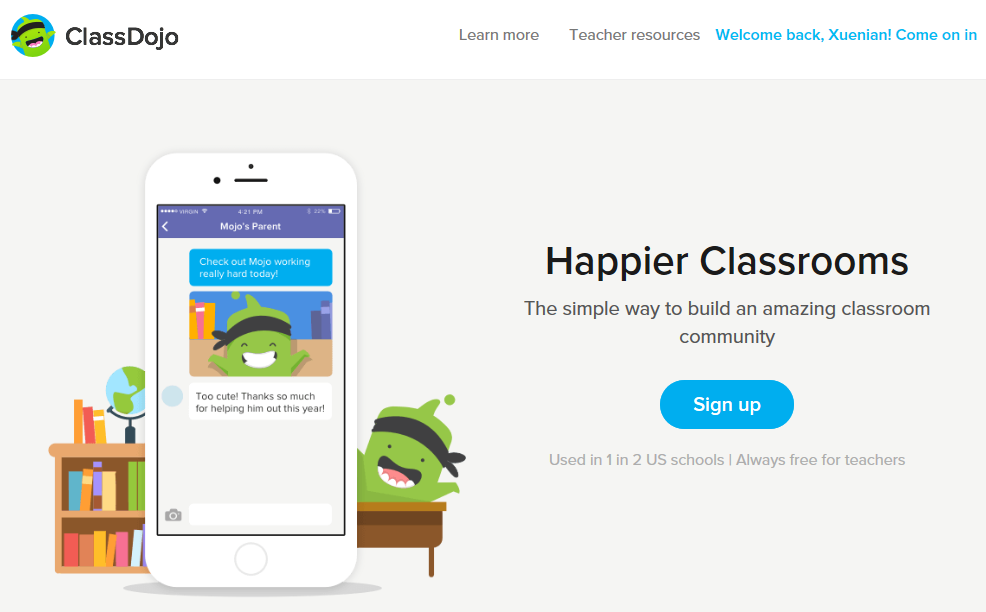 ClassDojo
Learn more
Teacher resources
Welcome back, Xuenian! Come on in
VIRGIN
4:21 PM
22%
Mojo's Parent
Check out Mojo working
really hard today!
Too cute! Thanks so much
for helping him out this year!
Happier Classrooms
The simple way to build an amazing classroom
community
Sign up
Used in 1 in 2 US schools | Always free for teachers